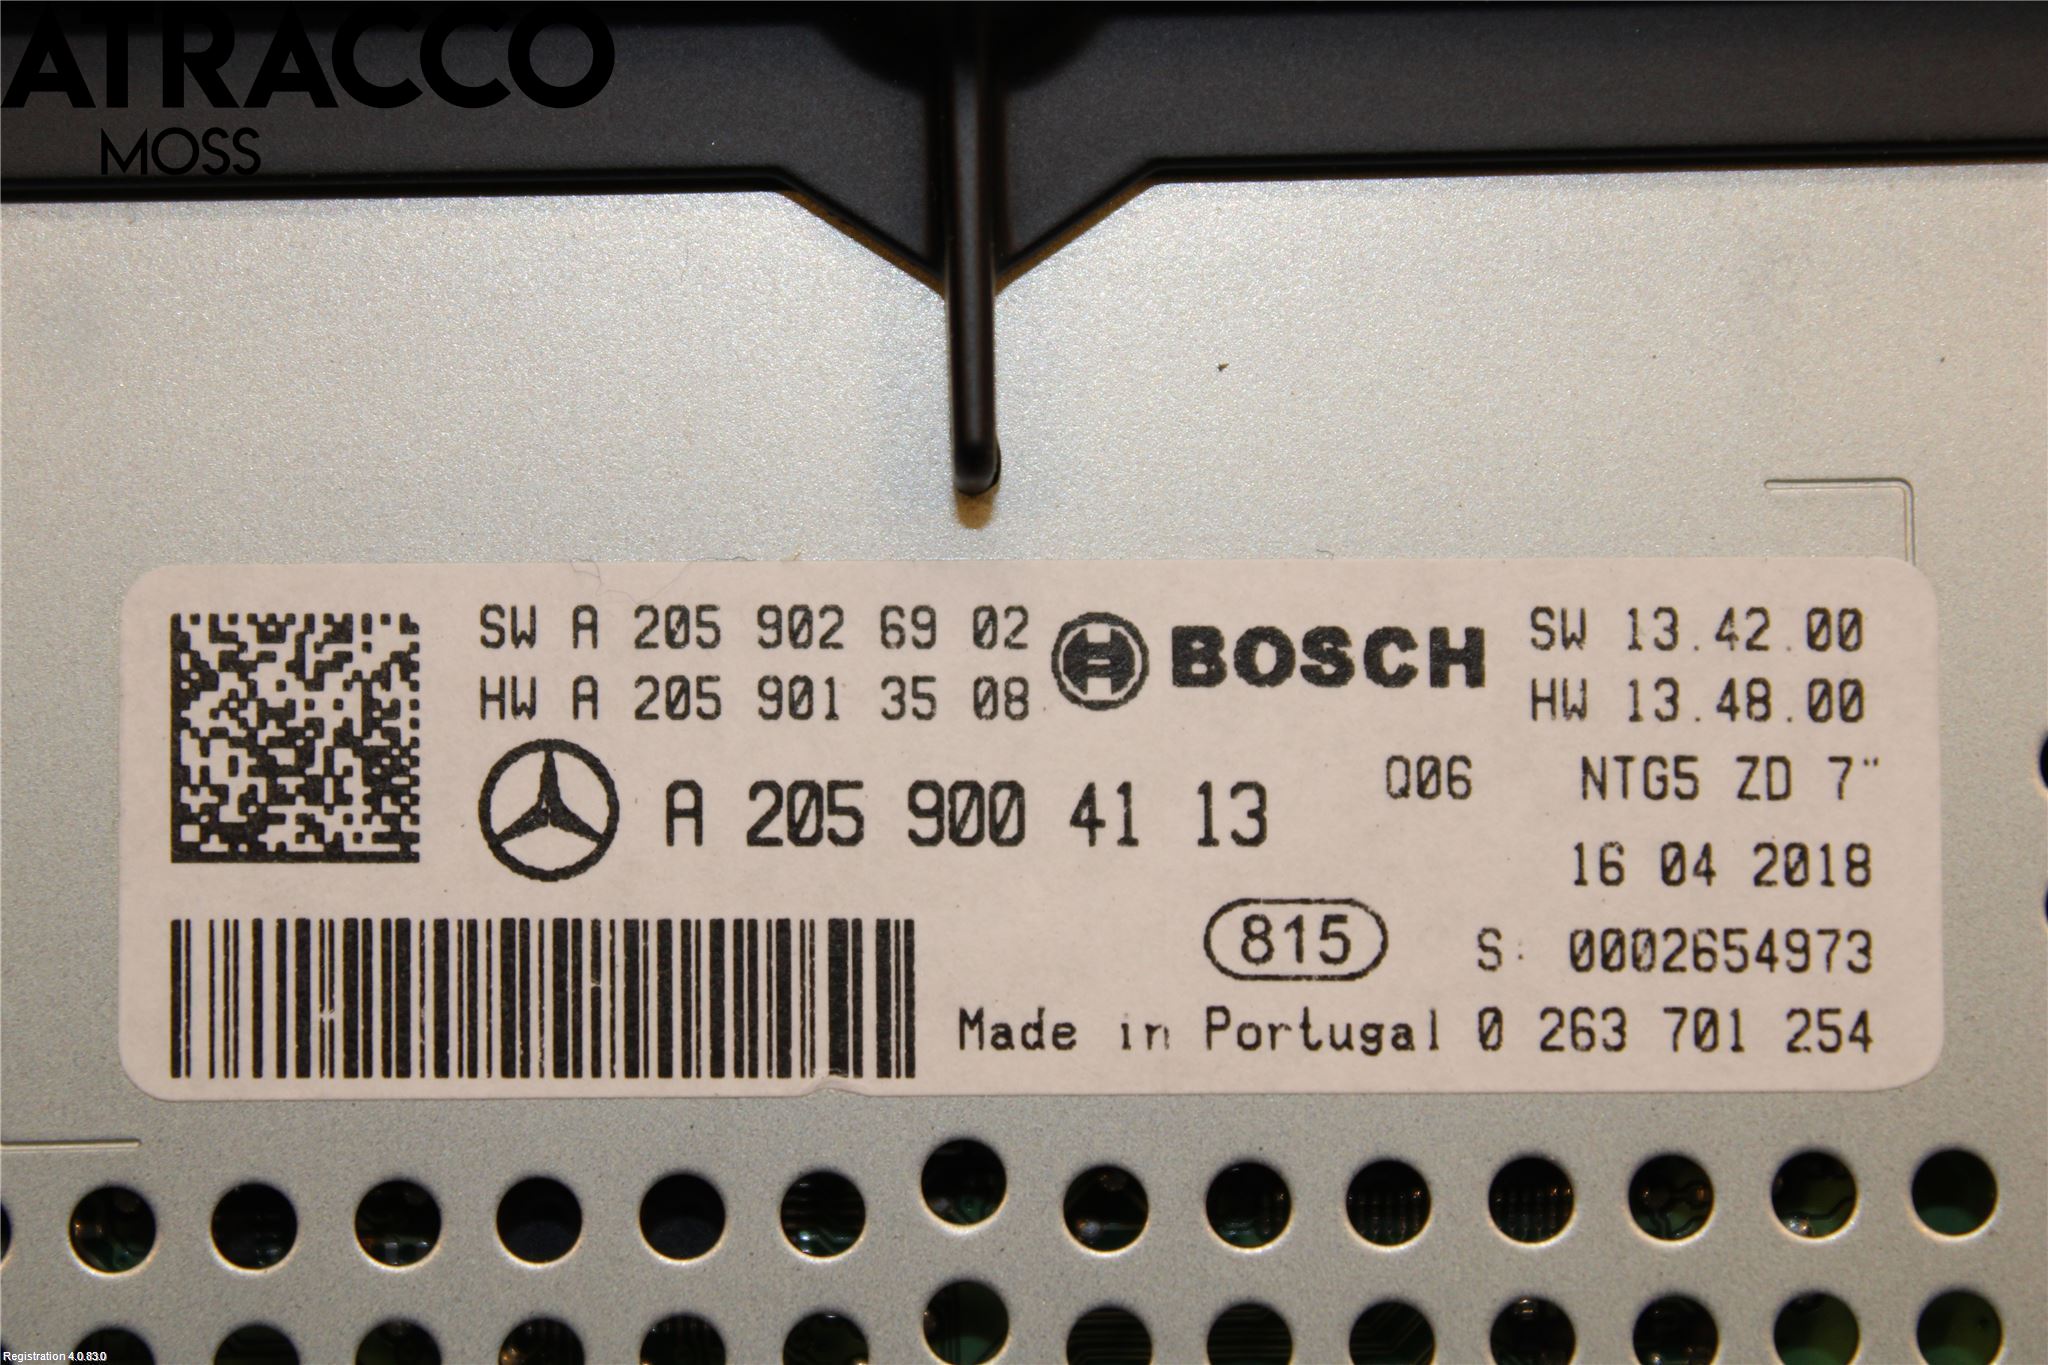 ATRACCO
MOSS
SW A 205 902 69 02
HW A 205 901 35 08
BOSCH
SW 13.42.00
HW 13.48.00
A 205 900 41 13
Q06 NTG5 ZD 7"
16 04 2018
815
S: 0002654973
Made in Portugal 0 263 701 254
Registration 4.0.83.0